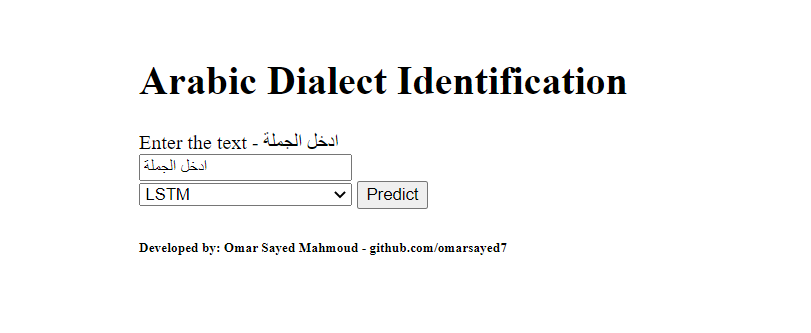 Arabic Dialect Identification
Enter the text - ادخل الجملة
ادخل الجملة
LSTM Predict
Developed by: Omar Sayed Mahmoud - github.com/omarsayed7